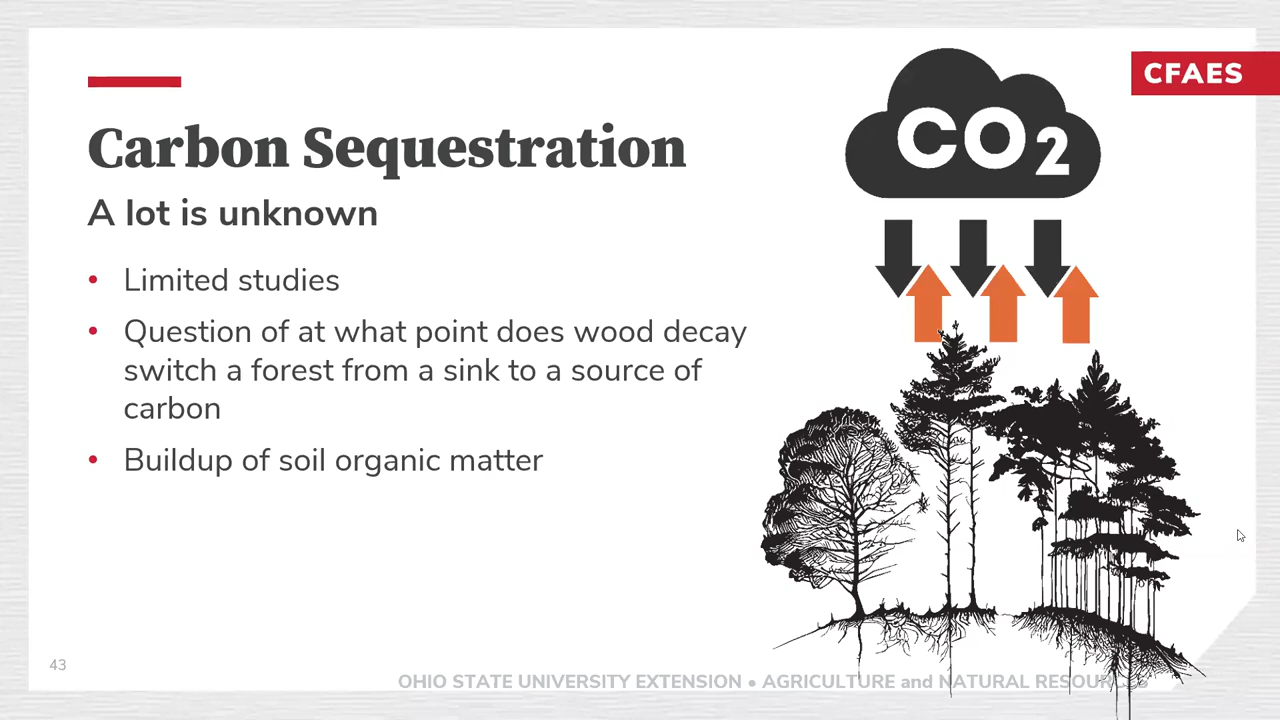 CFAES
CO2
Carbon Sequestration
A lot is unknown
• Limited studies
• Question of at what point does wood decay
switch a forest from a sink to a source of
carbon
• Buildup of soil organic matter
43
OHIO STATE UNIVERSITY EXTENSION • AGRICULTURE and NATURAL